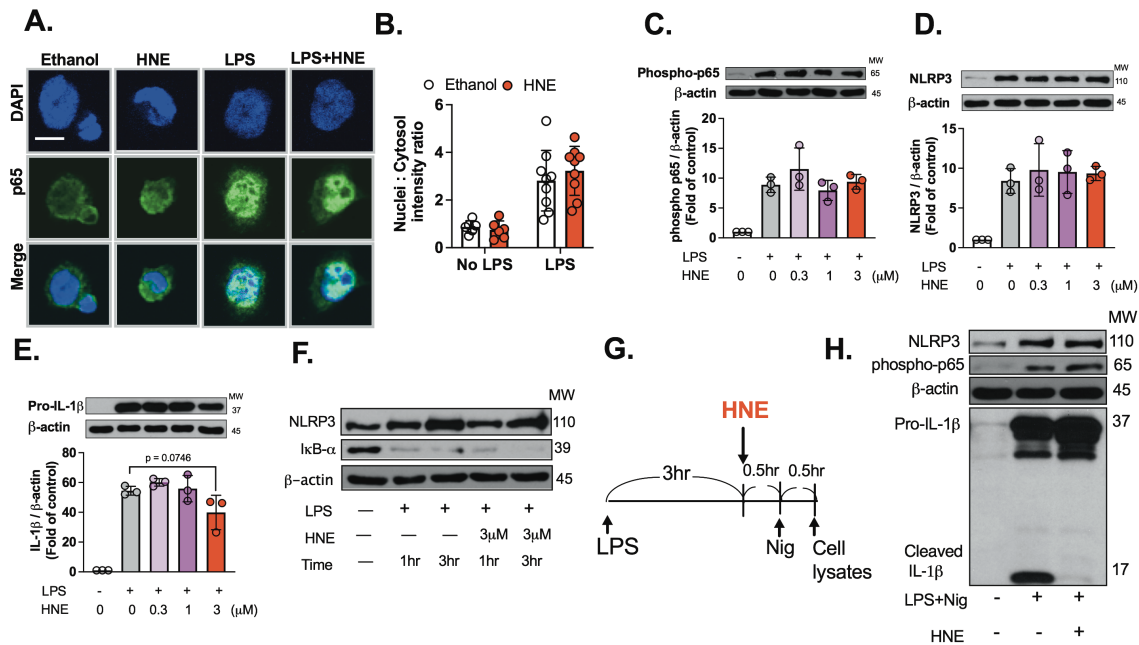 A.
Ethanol HNE LPS LPS+HNE
DAPI
p65
Merge
B.
Ethanol HNE
Nuclei : Cytosol
intensity ratio
6
4
2
0
No LPS LPS
C.
MW
Phospho-p65 65
β-actin 45
phospho p65 / β-actin
(Fold of control)
20
15
10
5
0
LPS - + + + +
HNE 0 0 0.3 1 3 (μM)
D.
MW
NLRP3 110
β-actin 45
NLRP3 / β-actin
(Fold of control)
15
10
5
0
LPS - + + + +
HNE 0 0 0.3 1 3 (μM)
E.
MW
Pro-IL-1β 37
β-actin 45
IL-1β / β-actin
(Fold of control)
80
60
40
20
0
p = 0.0746
LPS - + + + +
HNE 0 0 0.3 1 3 (μM)
F.
MW
NLRP3 110
IκB-α 39
β-actin 45
LPS — + + + +
HNE — — — 3μM 3μM
Time — 1hr 3hr 1hr 3hr
G.
HNE
3hr 0.5hr 0.5hr
LPS Nig Cell
lysates
H.
MW
NLRP3 110
phospho-p65 65
β-actin 45
Pro-IL-1β 37
Cleaved
IL-1β 17
LPS+Nig - + +
HNE - - +